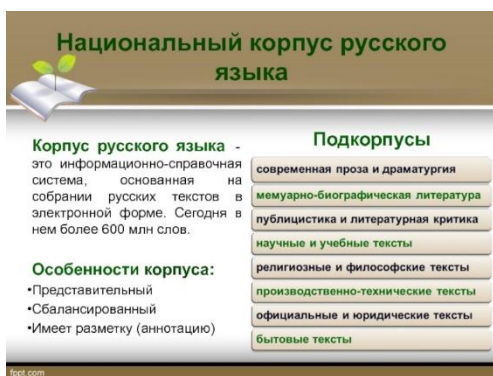 Национальный корпус русского
языка
Корпус русского языка -
это информационно-справочная
система, основанная на
собрании русских текстов в
электронной форме. Сегодня в
нем более 600 млн слов.
Особенности корпуса:
•Представительный
•Сбалансированный
•Имеет разметку (аннотацию)
Подкорпусы
современная проза и драматургия
мемуарно-биографическая литература
публицистика и литературная критика
научные и учебные тексты
религиозные и философские тексты
производственно-технические тексты
официальные и юридические тексты
бытовые тексты
fppt.com